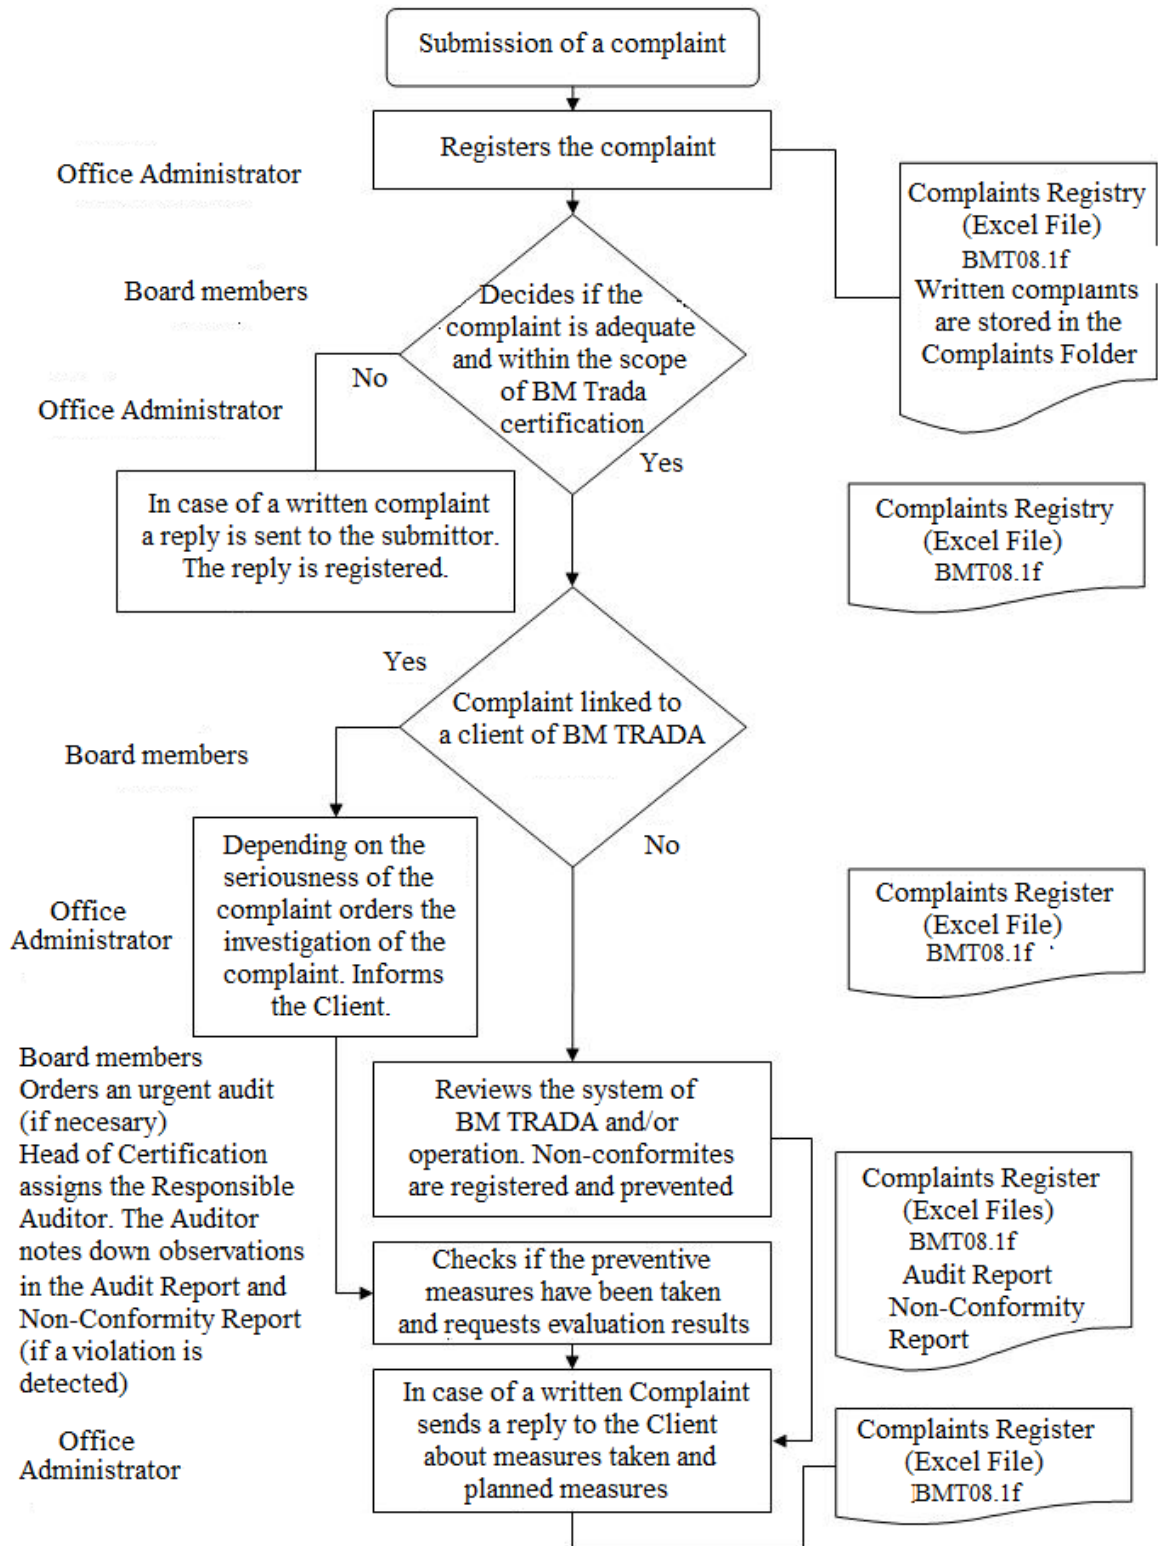 Submission of a complaint
Registers the complaint
Office Administrator
Complaints Registry
(Excel File)
BMT08.1f
Written complaints
are stored in the
Complaints Folder
Board members
Decides if the
complaint is adequate
and within the scope
of BM Trada
certification
No
Office Administrator
Yes
In case of a written complaint
a reply is sent to the submittor.
The reply is registered.
Complaints Registry
(Excel File)
BMT08.1f
Yes
Complaint linked to
a client of BM TRADA
Board members
No
Depending on the
seriousness of the
complaint orders the
investigation of the
complaint. Informs
the Client.
Office
Administrator
Complaints Register
(Excel File)
BMT08.1f
Board members
Orders an urgent audit
(if necesary)
Head of Certification
assigns the Responsible
Auditor. The Auditor
notes down observations
in the Audit Report and
Non-Conformity Report
(if a violation is
detected)
Reviews the system of
BM TRADA and/or
operation. Non-conformites
are registered and prevented
Complaints Register
(Excel Files)
BMT08.1f
Audit Report
Non-Conformity
Report
Checks if the preventive
measures have been taken
and requests evaluation results
In case of a written Complaint
sends a reply to the Client
about measures taken and
planned measures
Office
Administrator
Complaints Register
(Excel File)
BMT08.1f